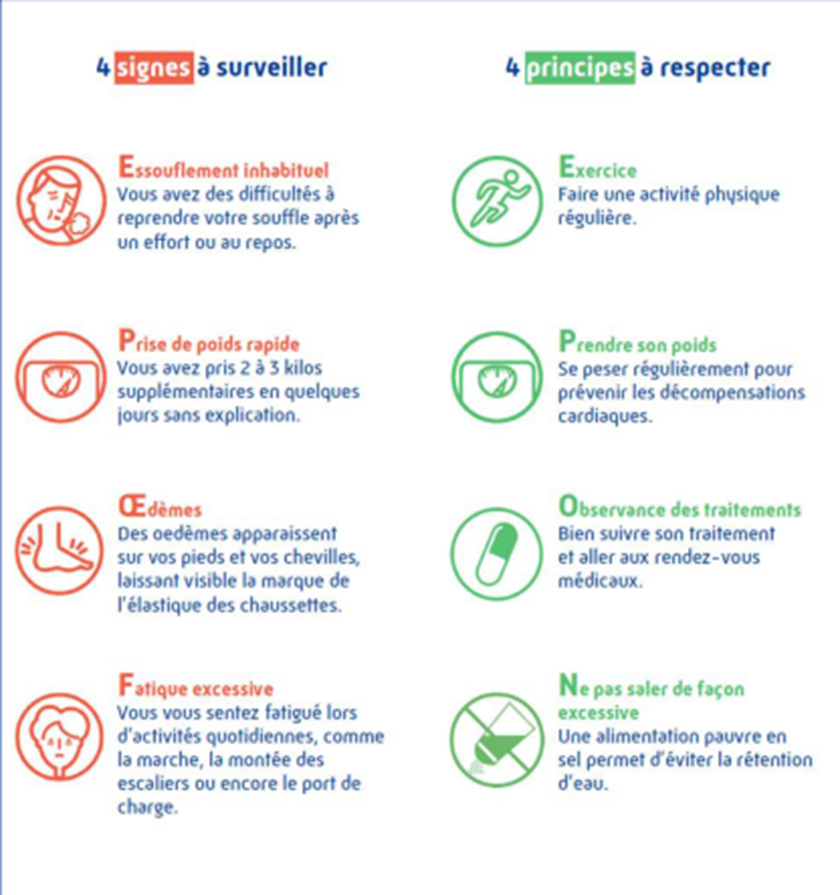 4 signes à surveiller
Essouflement inhabituel
Vous avez des difficultés à
reprendre votre souffle après
un effort ou au repos.
Prise de poids rapide
Vous avez pris 2 à 3 kilos
supplémentaires en quelques
jours sans explication.
Œdèmes
Des oedèmes apparaissent
sur vos pieds et vos chevilles,
laissant visible la marque de
l'élastique des chaussettes.
Fatique excessive
Vous vous sentez fatigué lors
d'activités quotidiennes, comme
la marche, la montée des
escaliers ou encore le port de
charge.
4 principes à respecter
Exercice
Faire une activité physique
régulière.
Prendre son poids
Se peser régulièrement pour
prévenir les décompensations
cardiaques.
Observance des traitements
Bien suivre son traitement
et aller aux rendez-vous
médicaux.
Ne pas saler de façon
excessive
Une alimentation pauvre en
sel permet d'éviter la rétention
d'eau.